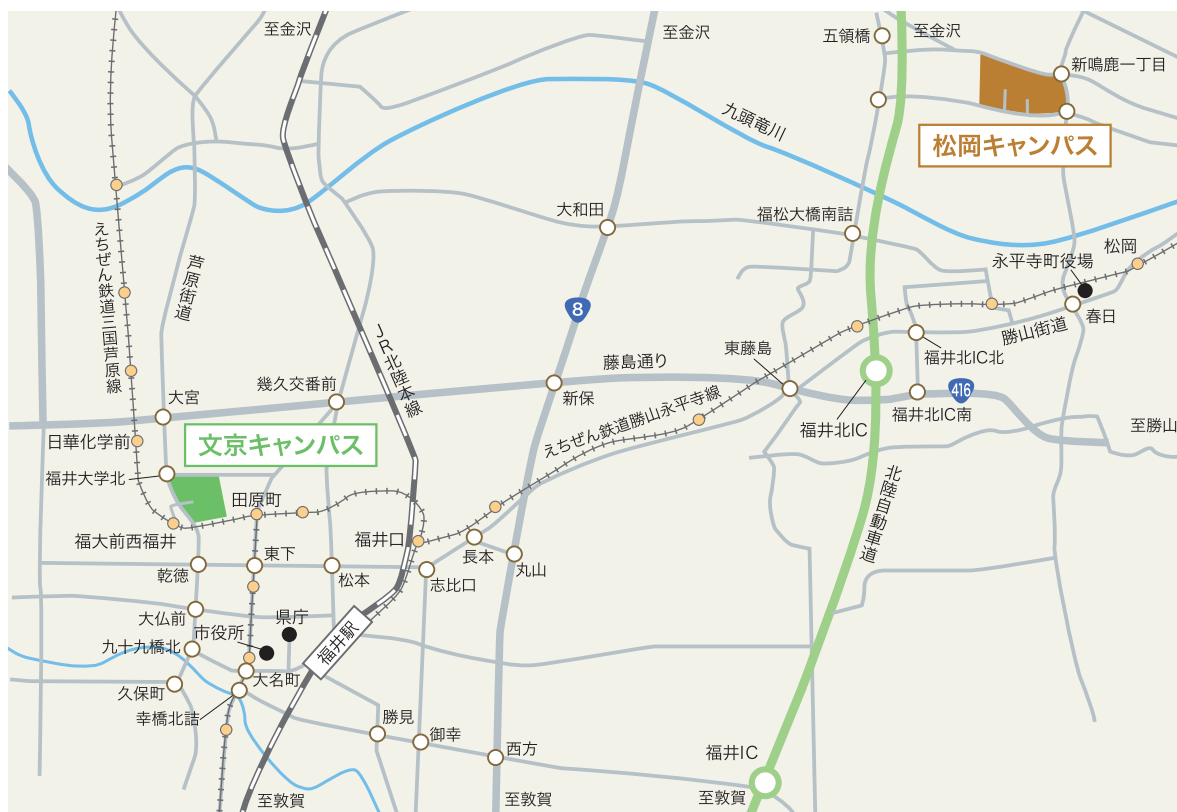 至金沢
至金沢
五領橋
至金沢
新鳴鹿一丁目
九頭竜川
松岡キャンパス
大和田
福松大橋南詰
えちぜん鉄道三国芦原線
芦原街道
松岡
永平寺町役場
8
JR北陸本線
春日
勝山街道
福井北IC北
東藤島
藤島通り
幾久交番前
大宮
新保
416
福井北IC南
福井北IC
至勝山
えちぜん鉄道勝山永平寺線
日華化学前
文京キャンパス
福井大学北
田原町
北陸自動車道
福大前西福井
福井口
東下
長本
乾徳
松本
志比口
丸山
大仏前
県庁
市役所
九十九橋北
福井駅
大名町
久保町
幸橋北詰
勝見
御幸
西方
福井IC
至敦賀
至敦賀
至敦賀